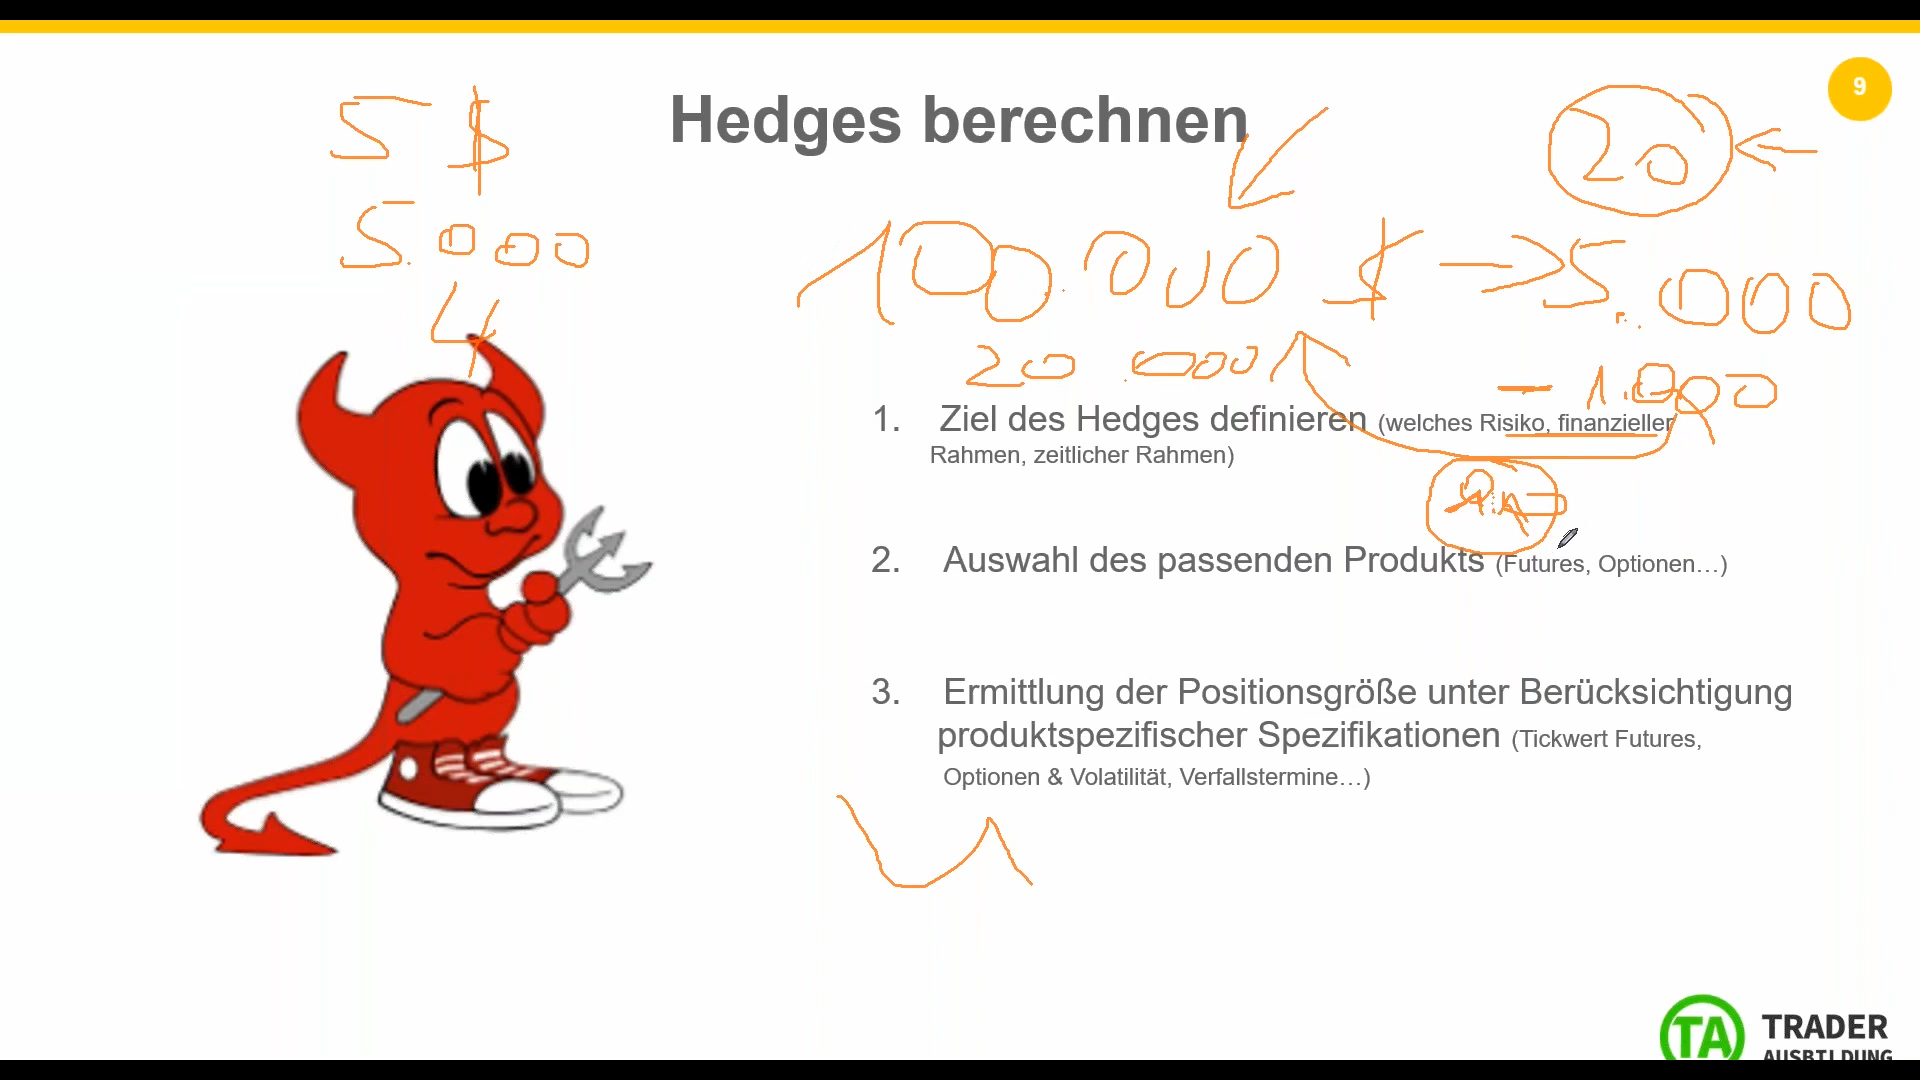 9
5 $
Hedges berechnen
20
5.000
100.000 $ → 5.000
4
20.000
- 1.000
1. Ziel des Hedges definieren (welches Risiko, finanzieller
Rahmen, zeitlicher Rahmen)
2. Auswahl des passenden Produkts (Futures, Optionen…)
3. Ermittlung der Positionsgröße unter Berücksichtigung
produktspezifischer Spezifikationen (Tickwert Futures,
Optionen & Volatilität, Verfallstermine…)
TA TRADER
AUSBILDUNG